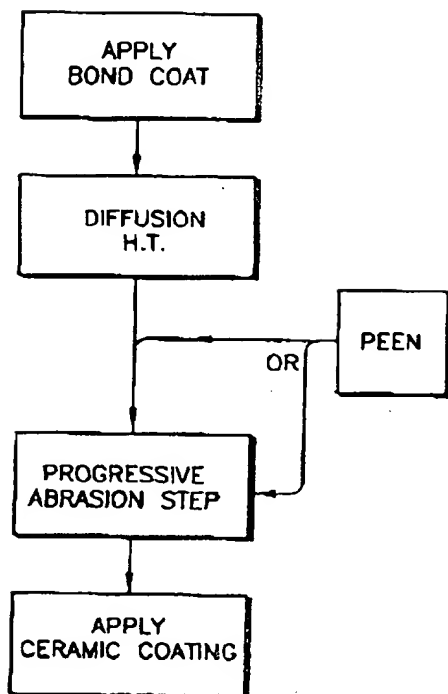 APPLY
BOND COAT
DIFFUSION
H.T.
PEEN
OR
PROGRESSIVE
ABRASION STEP
APPLY
CERAMIC COATING